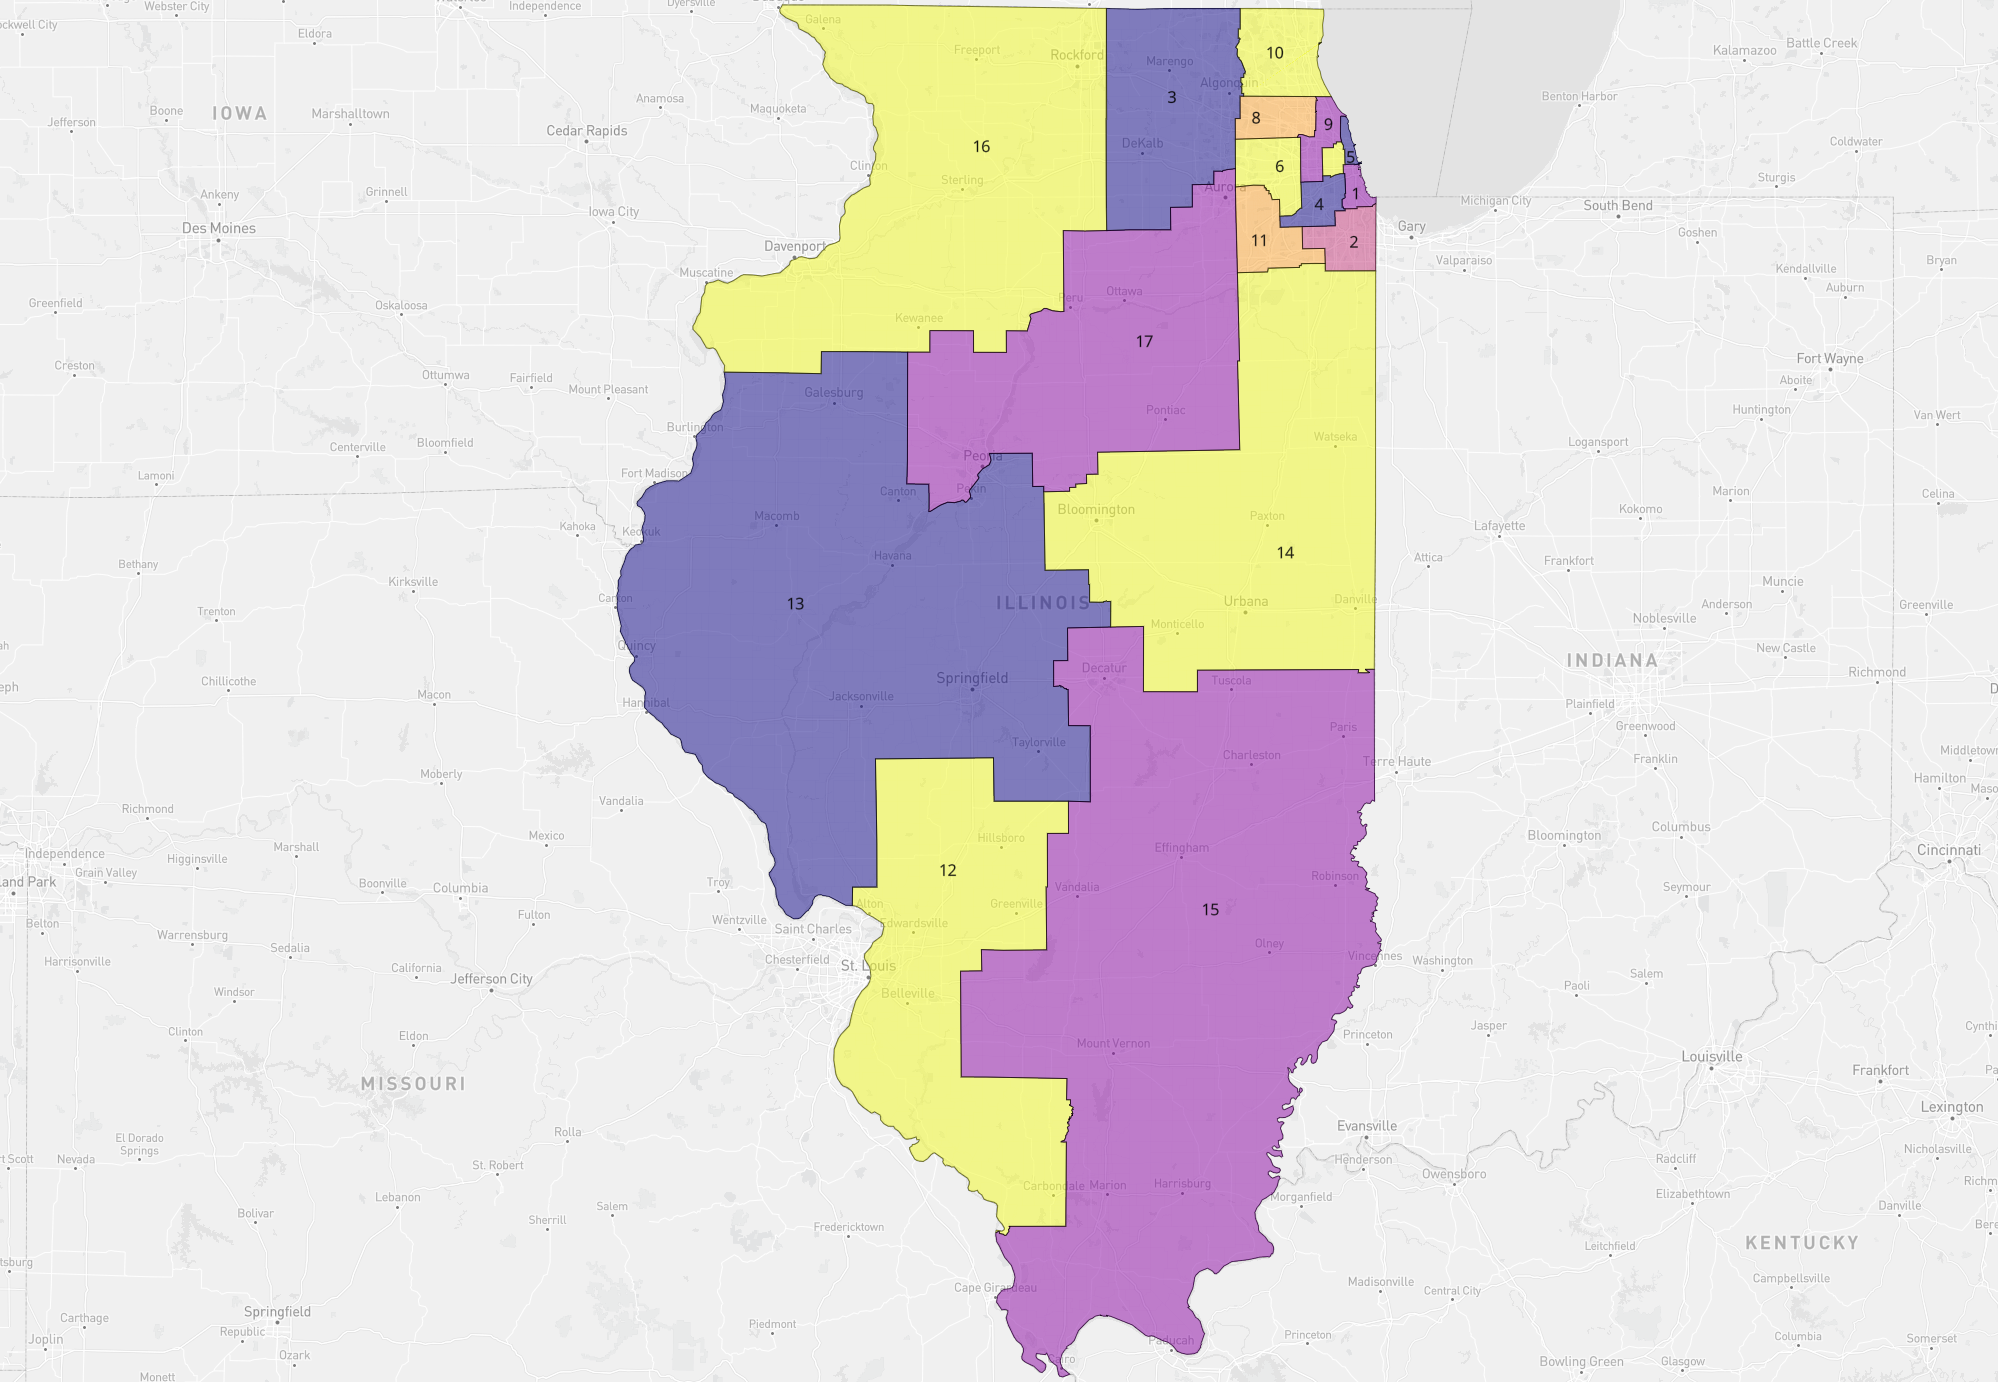 Webster City
Independence
Dyersville
ockwell City
Eldora
Galena
Freeport
Rockford
Marengo
Algonquin
10
Kalamazoo
Battle Creek
3
Benton Harbor
IOWA
Boone
Jefferson
Marshalltown
Anamosa
Maquoketa
Cedar Rapids
8
9
16
DeKalb
5
Coldwater
Clinton
Sterling
6
Sturgis
Ankeny
Grinnell
Aurora
1
Iowa City
4
Michigan City
South Bend
Des Moines
Davenport
11
2
Gary
Goshen
Muscatine
Valparaiso
Bryan
Kendallville
Auburn
Greenfield
Oskaloosa
Kewanee
Peru
Ottawa
17
Creston
Ottumwa
Fairfield
Mount Pleasant
Galesburg
Fort Wayne
Aboite
Burlington
Pontiac
Huntington
Van Wert
Centerville
Bloomfield
Watseka
Logansport
Lamoni
Fort Madison
Peoria
Canton
Pekin
Marion
Celina
Kahoka
Keokuk
Macomb
Bloomington
Paxton
Kokomo
Lafayette
Bethany
Kirksville
Havana
14
Attica
Frankfort
Muncie
Canton
13
ILLINOIS
Urbana
Danville
Trenton
Monticello
Anderson
Greenville
Noblesville
Quincy
Decatur
INDIANA
New Castle
Chillicothe
Macon
Springfield
Tuscola
Richmond
Jacksonville
Hannibal
Plainfield
Greenwood
Taylorville
Paris
Charleston
Terre Haute
Franklin
Middletown
Moberly
Hamilton
Vandalia
Richmond
Mexico
Hillsboro
Effingham
Bloomington
Columbus
Cincinnati
Independence
Higginsville
Marshall
Grain Valley
Boonville
Columbia
Troy
12
Vandalia
Robinson
Seymour
land Park
Belton
Fulton
Wentzville
Alton
Greenville
15
Warrensburg
Sedalia
Saint Charles
Edwardsville
Olney
Harrisonville
California
Jefferson City
Chesterfield
St. Louis
Vincennes
Washington
Salem
Windsor
Belleville
Paoli
Clinton
Eldon
Mount Vernon
Princeton
Jasper
Louisville
MISSOURI
Frankfort
Lexington
El Dorado
Springs
Rolla
Evansville
Nicholasville
rt Scott
Nevada
St. Robert
Henderson
Owensboro
Radcliff
Lebanon
Carbondale
Marion
Harrisburg
Morganfield
Elizabethtown
Danville
Bolivar
Sherrill
Salem
Fredericktown
Leitchfield
KENTUCKY
Cape Girardeau
Madisonville
Central City
Campbellsville
Springfield
Carthage
Republic
Piedmont
Paducah
Princeton
Columbia
Somerset
Joplin
Ozark
Cairo
Bowling Green
Glasgow
Monett